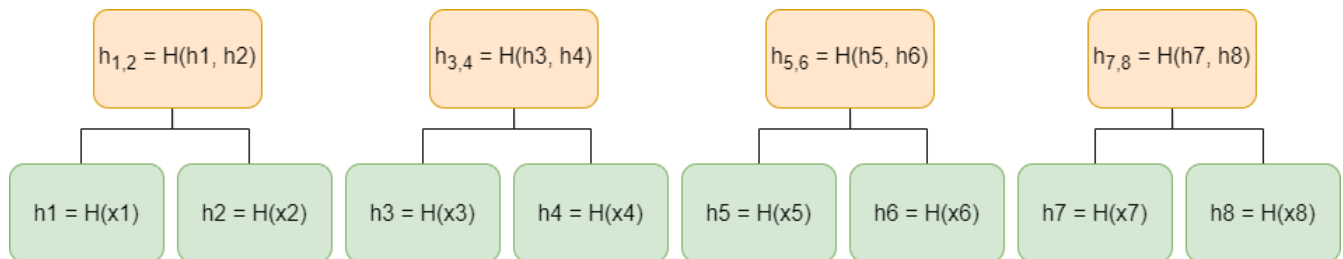 h1,2 = H(h1, h2)
h3,4 = H(h3, h4)
h5,6 = H(h5, h6)
h7,8 = H(h7, h8)
h1 = H(x1)
h2 = H(x2)
h3 = H(x3)
h4 = H(x4)
h5 = H(x5)
h6 = H(x6)
h7 = H(x7)
h8 = H(x8)